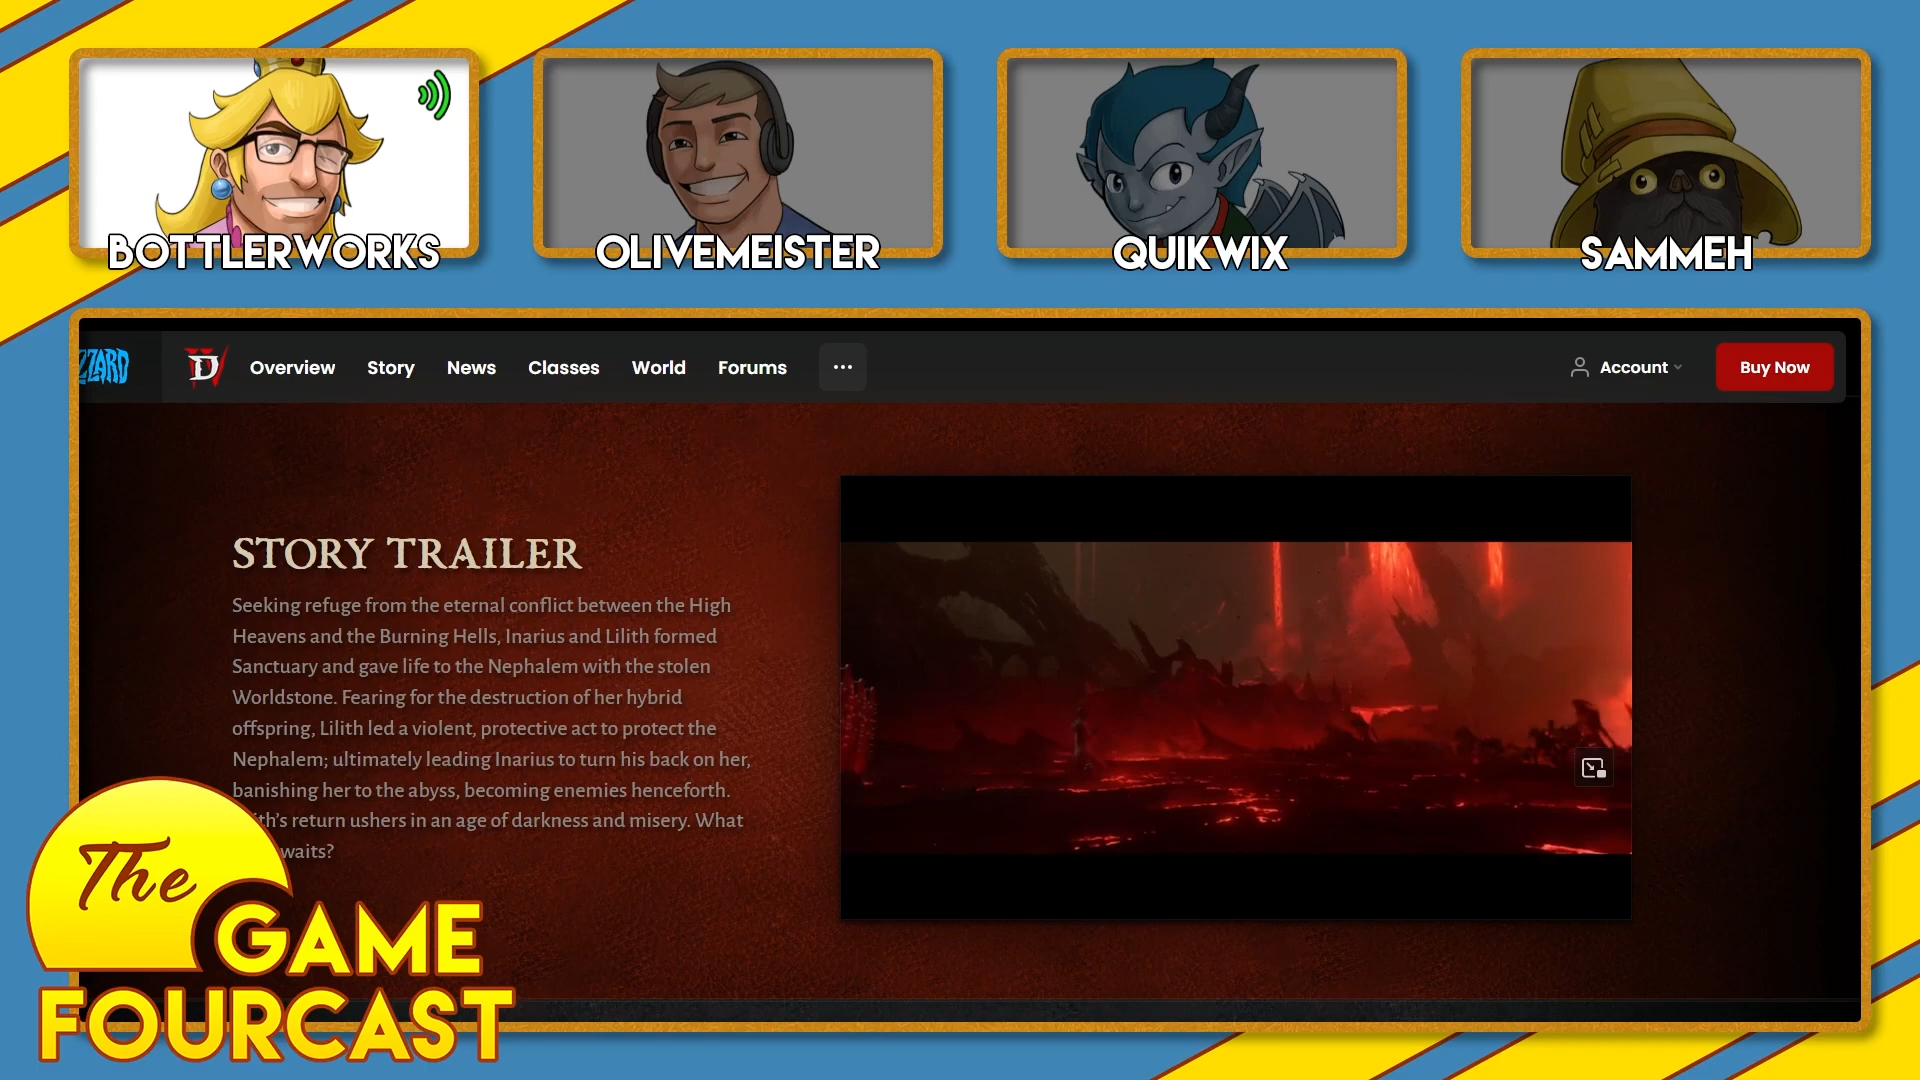 BOTTLERWORKS
OLIVEMEISTER
QUIKWIX
SAMMEH
ZZARD
D
Overview
Story
News
Classes
World
Forums
Account
Buy Now
STORY TRAILER
Seeking refuge from the eternal conflict between the High
Heavens and the Burning Hells, Inarius and Lilith formed
Sanctuary and gave life to the Nephalem with the stolen
Worldstone. Fearing for the destruction of her hybrid
offspring, Lilith led a violent, protective act to protect the
Nephalem; ultimately leading Inarius to turn his back on her,
banishing her to the abyss, becoming enemies henceforth.
th's return ushers in an age of darkness and misery. What
waits?
The
GAME
FOURCAST